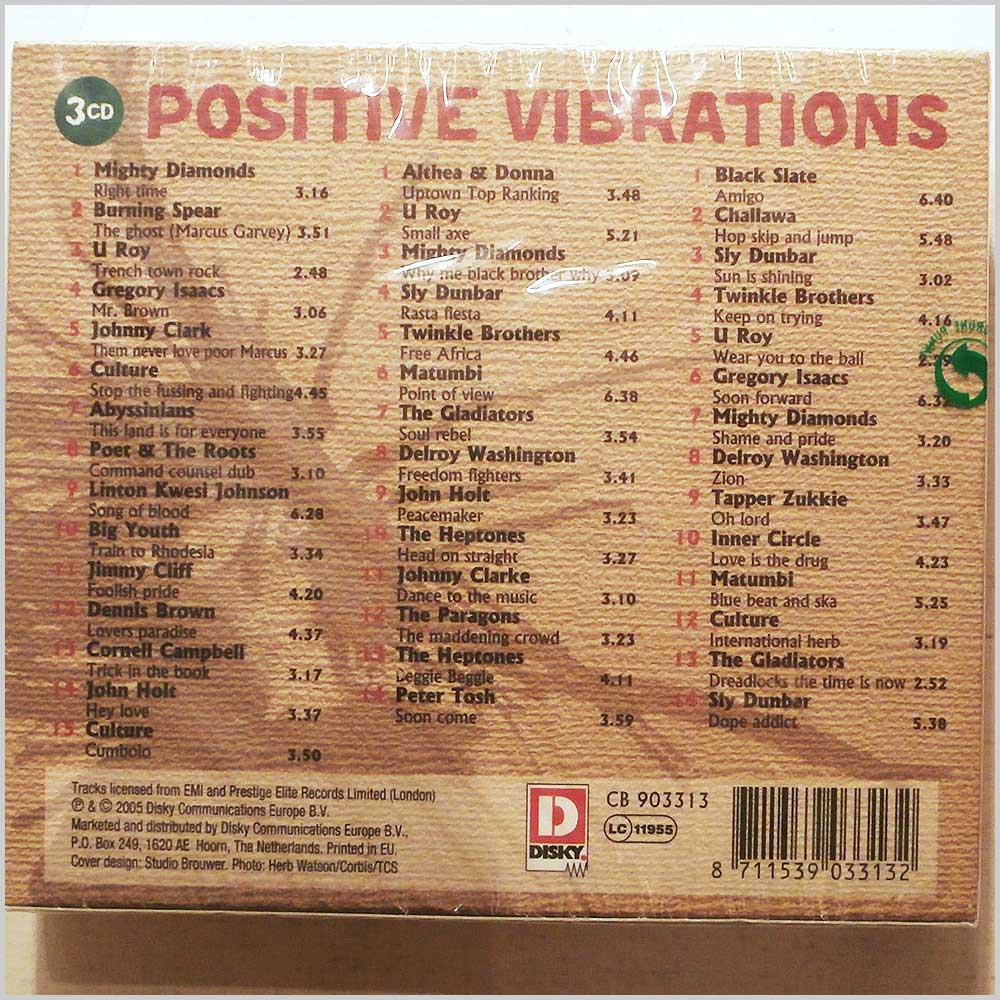 3CD POSITIVE VIBRATIONS
1 Mighty Diamonds
Right time 3.16
2 Burning Spear
The ghost (Marcus Garvey) 3.51
3 U Roy
Trench town rock 2.48
4 Gregory Isaacs
Mr. Brown 3.06
5 Johnny Clark
Them never love poor Marcus 3.27
6 Culture
Stop the fussing and fighting 4.45
7 Abyssinians
This land is for everyone 3.55
8 Poet & The Roots
Command counsel dub 3.10
9 Linton Kwesi Johnson
Song of blood 6.28
10 Big Youth
Train to Rhodesia 3.34
11 Jimmy Cliff
Foolish pride 4.20
12 Dennis Brown
Lovers paradise 4.37
13 Cornell Campbell
Trick in the book 3.17
14 John Holt
Hey love 3.37
15 Culture
Cumbolo 3.50
1 Althea & Donna
Uptown Top Ranking 3.48
2 U Roy
Small axe 5.21
3 Mighty Diamonds
Why me black brother why 3.09
4 Sly Dunbar
Rasta fiesta 4.11
5 Twinkle Brothers
Free Africa 4.46
6 Matumbi
Point of view 6.38
7 The Gladiators
Soul rebel 3.54
8 Delroy Washington
Freedom fighters 3.41
9 John Holt
Peacemaker 3.23
10 The Heptones
Head on straight 3.27
11 Johnny Clarke
Dance to the music 3.10
12 The Paragons
The maddening crowd 3.23
13 The Heptones
Leggie Beggie 4.11
14 Peter Tosh
Soon come 3.59
1 Black Slate
Amigo 6.40
2 Challawa
Hop skip and jump 5.48
3 Sly Dunbar
Sun is shining 3.02
4 Twinkle Brothers
Keep on trying 4.16
5 U Roy
Wear you to the ball
6 Gregory Isaacs
Soon forward
7 Mighty Diamonds
Shame and pride 3.20
8 Delroy Washington
Zion 3.33
9 Tapper Zukkie
Oh lord 3.47
10 Inner Circle
Love is the drug 4.23
11 Matumbi
Blue beat and ska 5.25
12 Culture
International herb 3.19
13 The Gladiators
Dreadlocks the time is now 2.52
14 Sly Dunbar
Dope addict 5.38
Tracks licensed from EMI and Prestige Elite Records Limited (London)
℗ & © 2005 Disky Communications Europe B.V.
Marketed and distributed by Disky Communications Europe B.V.,
P.O. Box 249, 1620 AE Hoorn, The Netherlands. Printed in EU.
Cover design: Studio Brouwer. Photo: Herb Watson/Corbis/TCS
D
DISKY
CB 903313
LC 11955
8 711539 033132